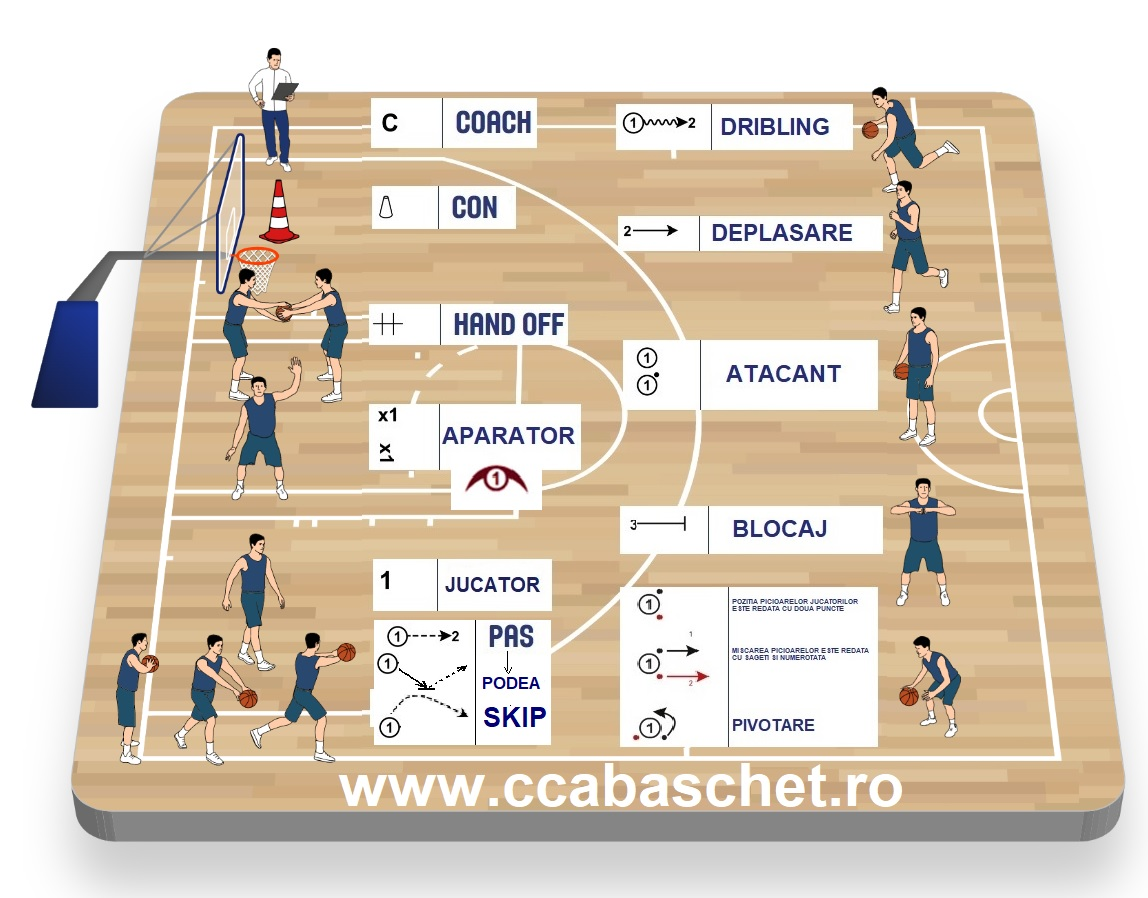 C COACH
CON
HAND OFF
x1
x1
APARATOR
1
1 JUCATOR
1 2 PAS
1
PODEA
SKIP
1
1 2 DRIBLING
2 DEPLASARE
1
1
ATACANT
3 BLOCAJ
1
POZITIA PICIOARELOR JUCATORILOR
ESTE REDATA CU DOUA PUNCTE
1
1
2
MISCAREA PICIOARELOR ESTE REDATA
CU SAGETI SI NUMEROTATA
1 PIVOTARE
www.ccabaschet.ro